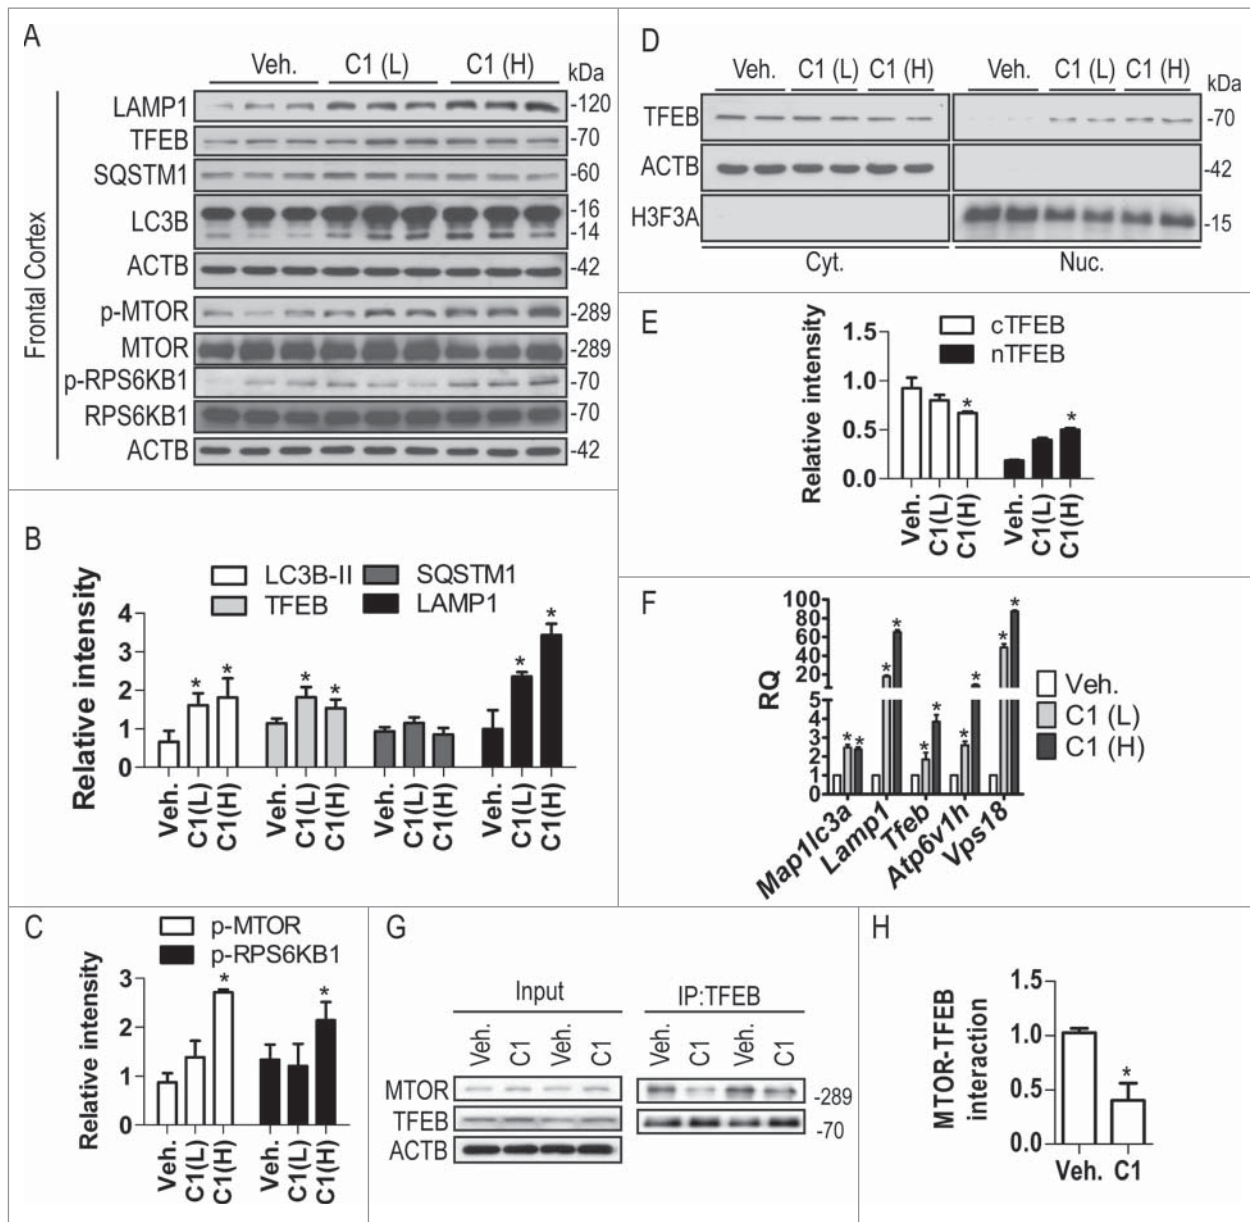 A
Veh. C1 (L) C1 (H) kDa
Frontal Cortex
LAMP1 -120
TFEB -70
SQSTM1 -60
LC3B -16
-14
ACTB -42
p-MTOR -289
MTOR -289
p-RPS6KB1 -70
RPS6KB1 -70
ACTB -42
B
LC3B-II SQSTM1
TFEB LAMP1
Relative intensity
4
3
2
1
0
* * * * * *
Veh. C1(L) C1(H) Veh. C1(L) C1(H) Veh. C1(L) C1(H) Veh. C1(L) C1(H)
C
p-MTOR
p-RPS6KB1
Relative intensity
3
2
1
0
* *
Veh. C1(L) C1(H) Veh. C1(L) C1(H)
D
Veh. C1 (L) C1 (H) Veh. C1 (L) C1 (H) kDa
TFEB -70
ACTB -42
H3F3A -15
Cyt. Nuc.
E
cTFEB
nTFEB
Relative intensity
1.5
1.0
0.5
0.0
* *
Veh. C1(L) C1(H) Veh. C1(L) C1(H)
F
RQ
100
80
60
40
20
5
4
3
2
1
0
* * * * * * * * * *
Map1lc3a Lamp1 Tfeb Atp6v1h Vps18
Veh.
C1 (L)
C1 (H)
G
Input IP:TFEB
Veh. C1 Veh. C1 Veh. C1 Veh. C1
MTOR -289
TFEB -70
ACTB
H
MTOR-TFEB
interaction
1.5
1.0
0.5
0.0
*
Veh. C1